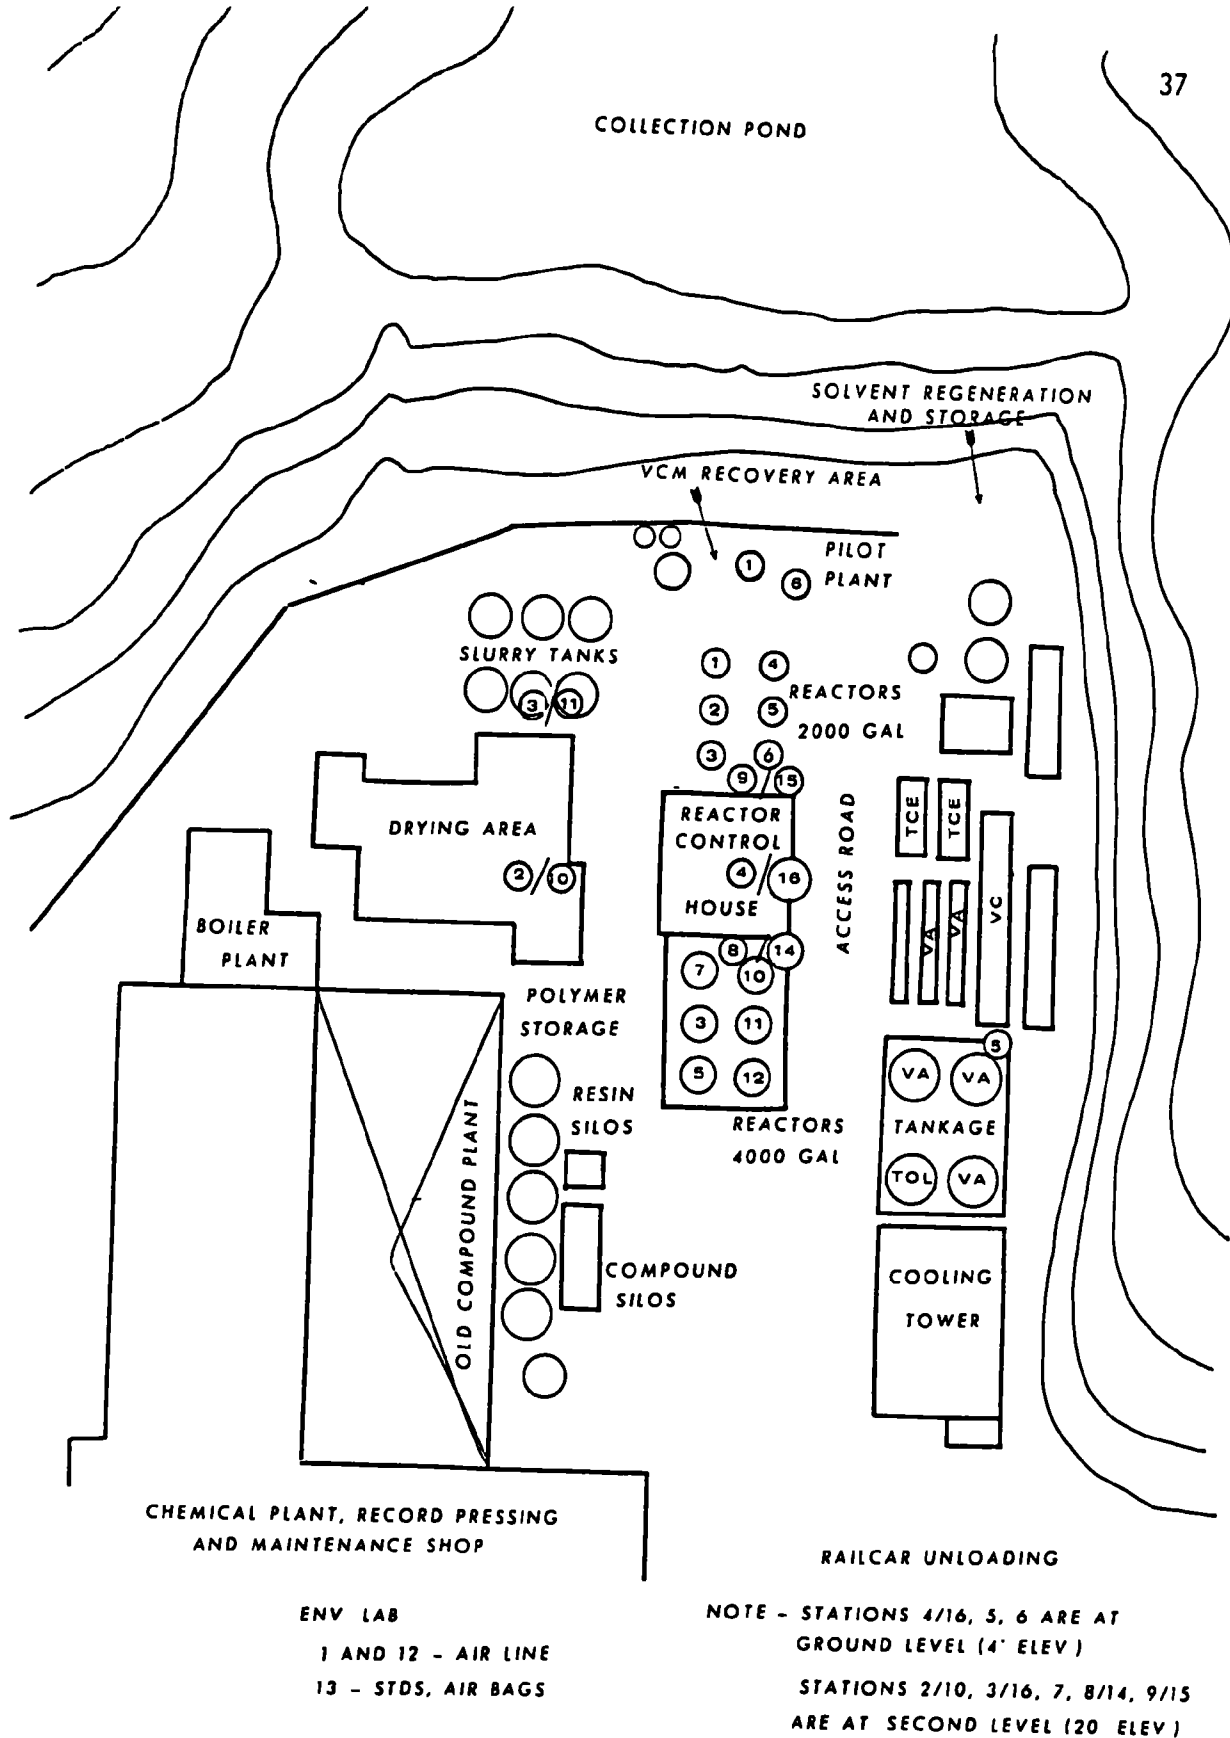 37
COLLECTION POND
SOLVENT REGENERATION
AND STORAGE
VCM RECOVERY AREA
PILOT
PLANT
1
6
SLURRY TANKS
3/11
1 4
2 5
3 6
9/15
REACTORS
2000 GAL
DRYING AREA
2/10
REACTOR
CONTROL
4/16
HOUSE
ACCESS ROAD
TCE
TCE
VA
VA
VC
BOILER
PLANT
8/14
7 10
3 11
5 12
REACTORS
4000 GAL
POLYMER
STORAGE
RESIN
SILOS
OLD COMPOUND PLANT
COMPOUND
SILOS
5
VA VA
TANKAGE
TOL VA
COOLING
TOWER
CHEMICAL PLANT, RECORD PRESSING
AND MAINTENANCE SHOP
RAILCAR UNLOADING
ENV LAB
1 AND 12 - AIR LINE
13 - STDS, AIR BAGS
NOTE - STATIONS 4/16, 5, 6 ARE AT
GROUND LEVEL (4' ELEV)
STATIONS 2/10, 3/16, 7, 8/14, 9/15
ARE AT SECOND LEVEL (20 ELEV)